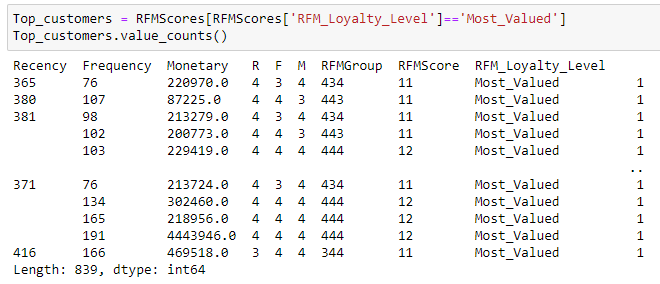 Top_customers = RFMScores[RFMScores['RFM_Loyalty_Level']=='Most_Valued']
Top_customers.value_counts()
Recency  Frequency  Monetary   R  F  M  RFMGroup  RFMScore  RFM_Loyalty_Level
365      76         220970.0   4  3  4  434       11        Most_Valued          1
380      107        87225.0    4  4  3  443       11        Most_Valued          1
381      98         213279.0   4  3  4  434       11        Most_Valued          1
         102        200773.0   4  4  3  443       11        Most_Valued          1
         103        229419.0   4  4  4  444       12        Most_Valued          1
                                                                                ..
371      76         213724.0   4  3  4  434       11        Most_Valued          1
         134        302460.0   4  4  4  444       12        Most_Valued          1
         165        218956.0   4  4  4  444       12        Most_Valued          1
         191        4443946.0  4  4  4  444       12        Most_Valued          1
416      166        469518.0   3  4  4  344       11        Most_Valued          1
Length: 839, dtype: int64